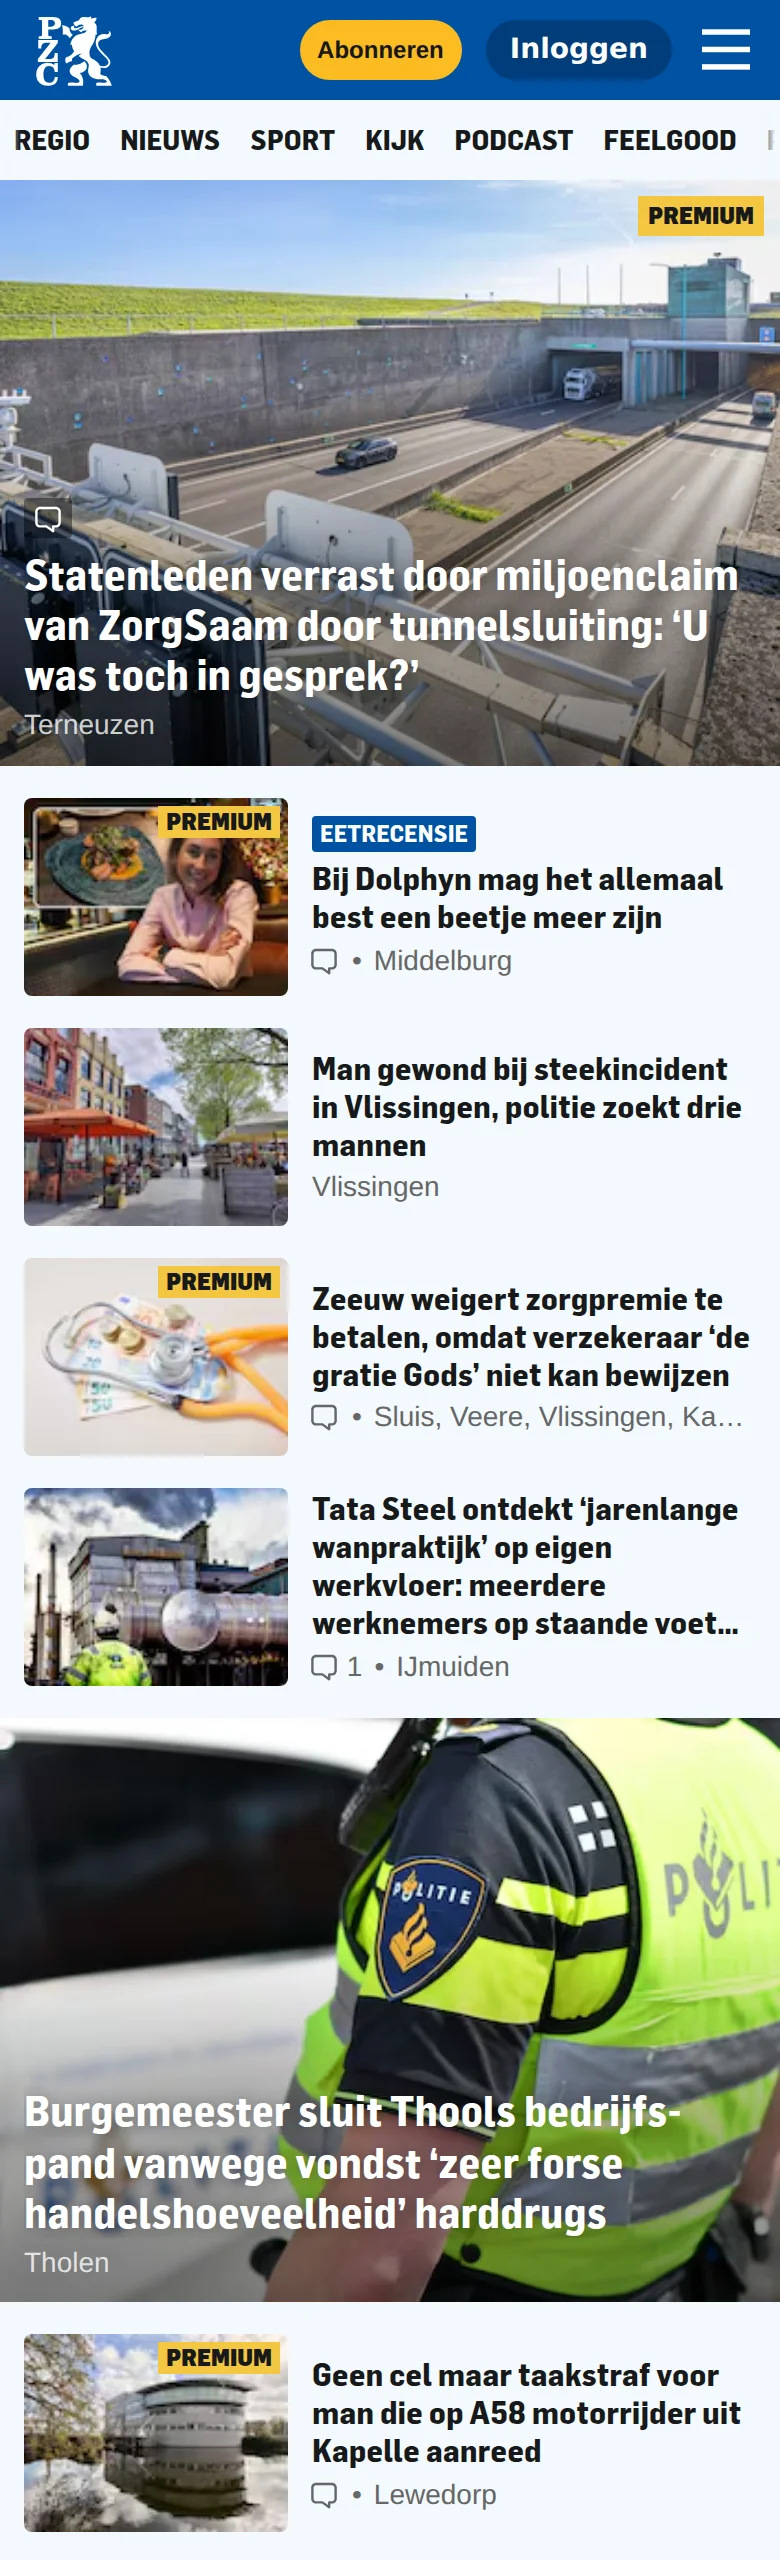 PZC
Abonneren
Inloggen
REGIO NIEUWS SPORT KIJK PODCAST FEELGOOD
PREMIUM
Statenleden verrast door miljoenclaim
van ZorgSaam door tunnelsluiting: ‘U
was toch in gesprek?’
Terneuzen
PREMIUM
EETRECENSIE
Bij Dolphyn mag het allemaal
best een beetje meer zijn
• Middelburg
Man gewond bij steekincident
in Vlissingen, politie zoekt drie
mannen
Vlissingen
PREMIUM
Zeeuw weigert zorgpremie te
betalen, omdat verzekeraar ‘de
gratie Gods’ niet kan bewijzen
• Sluis, Veere, Vlissingen, Ka…
Tata Steel ontdekt ‘jarenlange
wanpraktijk’ op eigen
werkvloer: meerdere
werknemers op staande voet...
1 • IJmuiden
POLITIE
POLIT
Burgemeester sluit Thools bedrijfs-
pand vanwege vondst ‘zeer forse
handelshoeveelheid’ harddrugs
Tholen
PREMIUM
Geen cel maar taakstraf voor
man die op A58 motorrijder uit
Kapelle aanreed
• Lewedorp